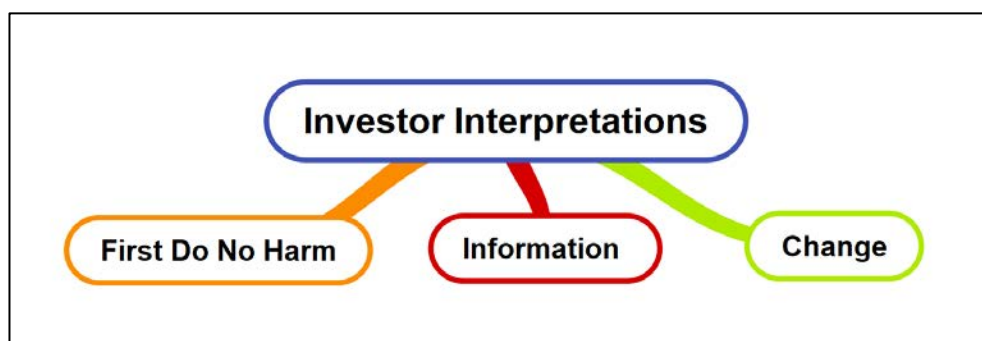 Investor Interpretations
First Do No Harm
Information
Change